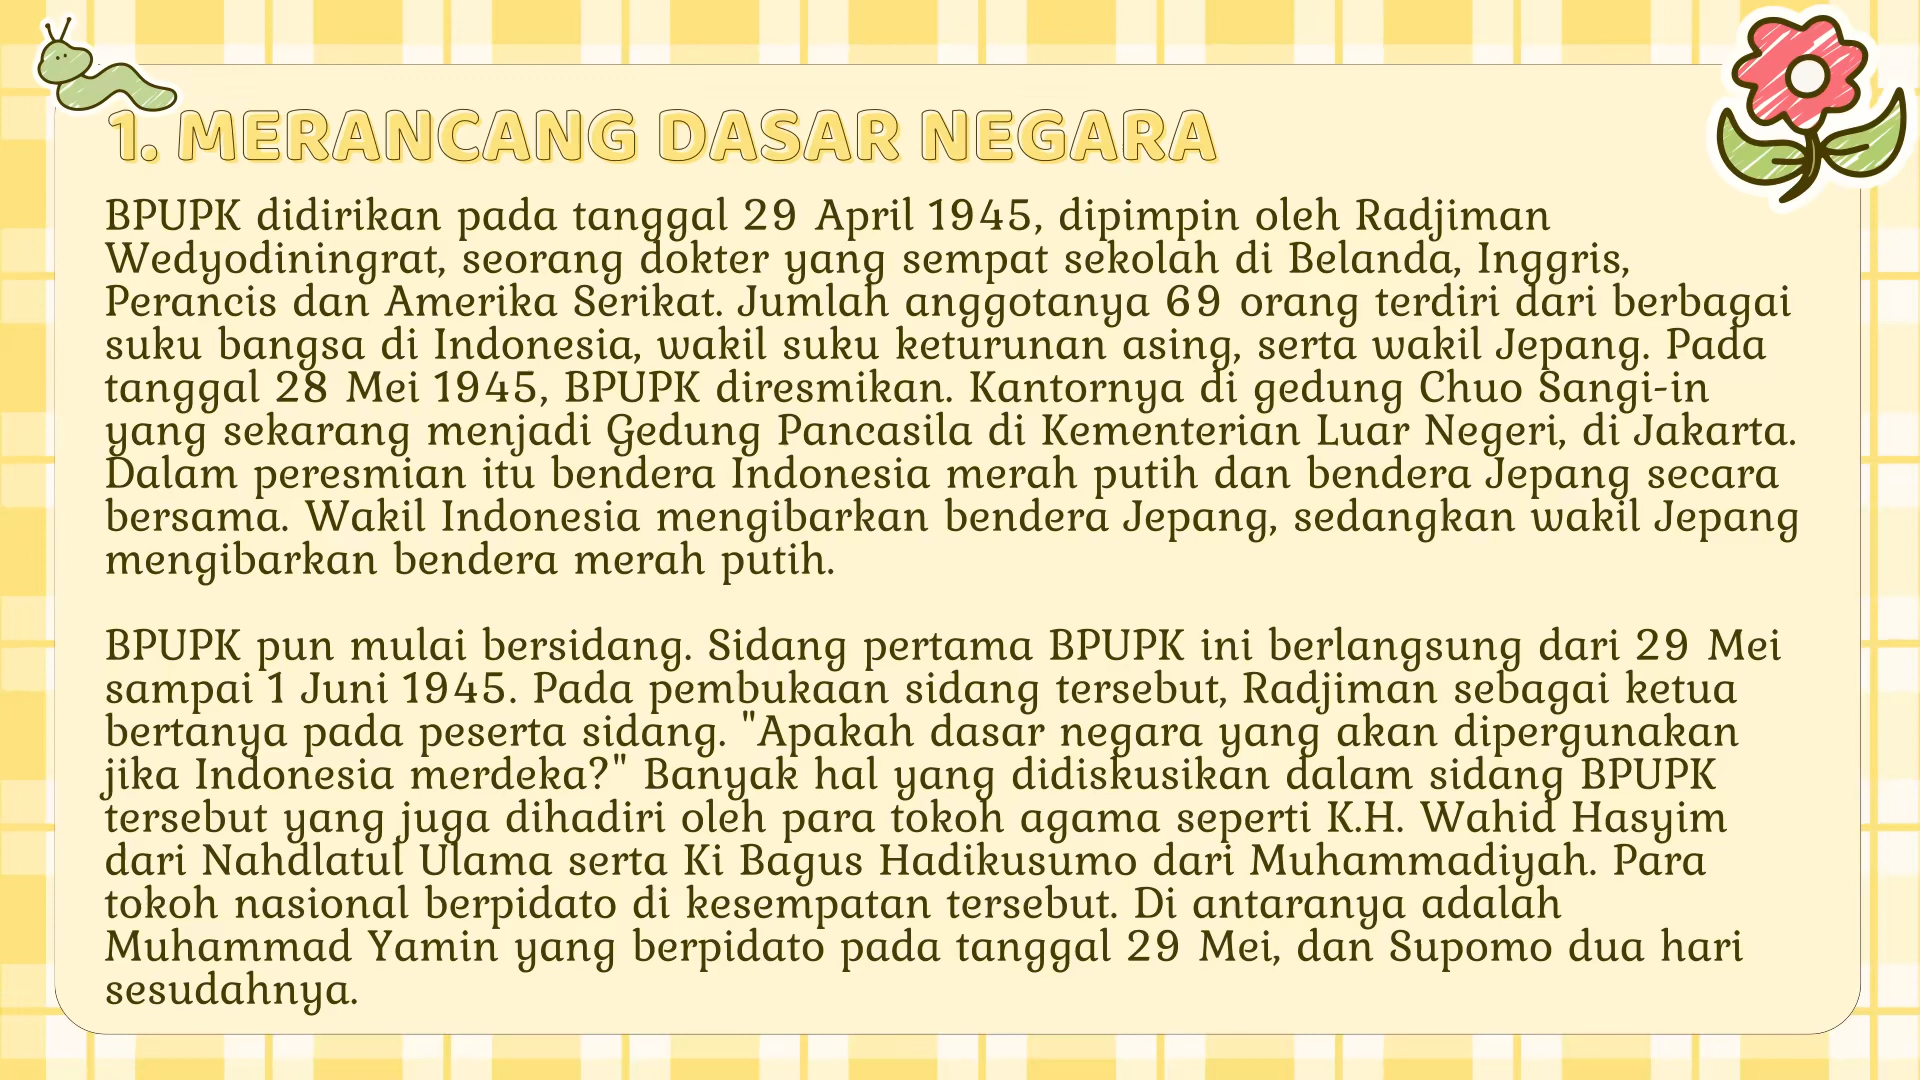 1. MERANCANG DASAR NEGARA
BPUPK didirikan pada tanggal 29 April 1945, dipimpin oleh Radjiman
Wedyodiningrat, seorang dokter yang sempat sekolah di Belanda, Inggris,
Perancis dan Amerika Serikat. Jumlah anggotanya 69 orang terdiri dari berbagai
suku bangsa di Indonesia, wakil suku keturunan asing, serta wakil Jepang. Pada
tanggal 28 Mei 1945, BPUPK diresmikan. Kantornya di gedung Chuo Sangi-in
yang sekarang menjadi Gedung Pancasila di Kementerian Luar Negeri, di Jakarta.
Dalam peresmian itu bendera Indonesia merah putih dan bendera Jepang secara
bersama. Wakil Indonesia mengibarkan bendera Jepang, sedangkan wakil Jepang
mengibarkan bendera merah putih.
BPUPK pun mulai bersidang. Sidang pertama BPUPK ini berlangsung dari 29 Mei
sampai 1 Juni 1945. Pada pembukaan sidang tersebut, Radjiman sebagai ketua
bertanya pada peserta sidang. "Apakah dasar negara yang akan dipergunakan
jika Indonesia merdeka?" Banyak hal yang didiskusikan dalam sidang BPUPK
tersebut yang juga dihadiri oleh para tokoh agama seperti K.H. Wahid Hasyim
dari Nahdlatul Ulama serta Ki Bagus Hadikusumo dari Muhammadiyah. Para
tokoh nasional berpidato di kesempatan tersebut. Di antaranya adalah
Muhammad Yamin yang berpidato pada tanggal 29 Mei, dan Supomo dua hari
sesudahnya.